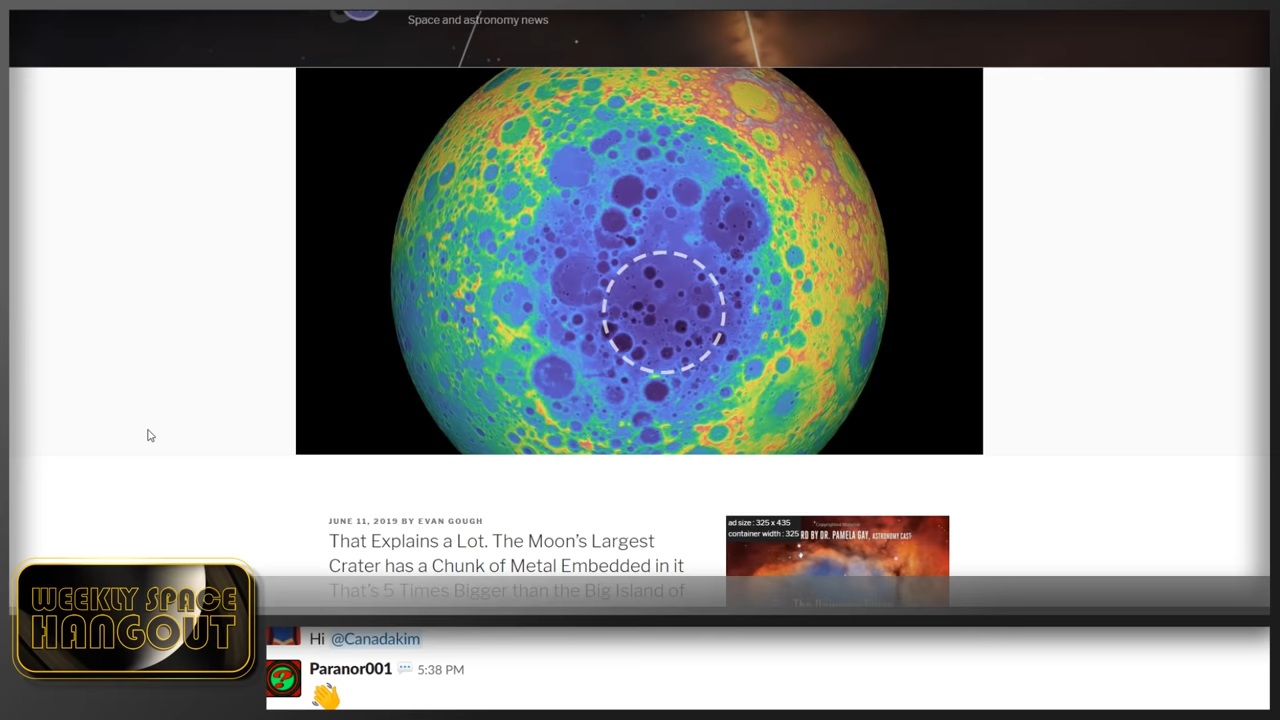 Space and astronomy news
JUNE 11, 2019 BY EVAN GOUGH
That Explains a Lot. The Moon's Largest
Crater has a Chunk of Metal Embedded in it
That's 5 Times Bigger than the Big Island of
ad size : 325 x 435
container width : 325
Copyrighted Material
RD BY DR. PAMELA GAY, ASTRONOMY CAST
WEEKLY SPACE
HANGOUT
Hi @Canadakim
Paranor001 5:38 PM